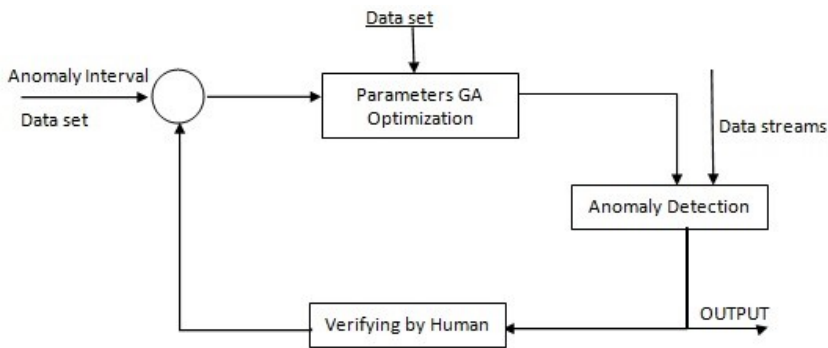 Data set
Anomaly Interval
Data set
Parameters GA
Optimization
Data streams
Anomaly Detection
OUTPUT
Verifying by Human